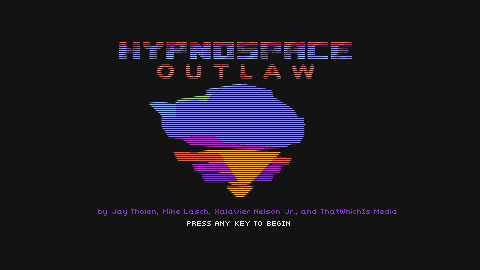 HYPNOSPACE
OUTLAW
by Jay Tholen, Mike Lasch, Xalavier Nelson Jr., and ThatWhichIs Media
PRESS ANY KEY TO BEGIN